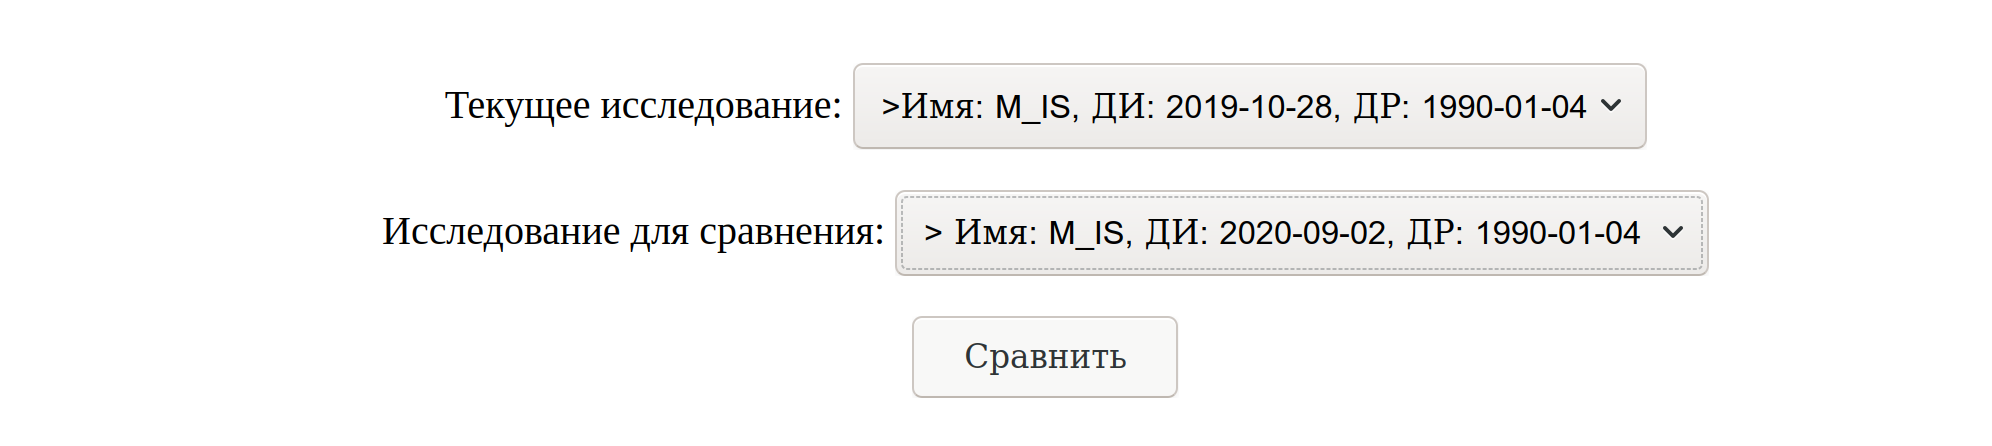 Текущее исследование: >Имя: M_IS, ДИ: 2019-10-28, ДР: 1990-01-04
Исследование для сравнения: > Имя: M_IS, ДИ: 2020-09-02, ДР: 1990-01-04
Сравнить